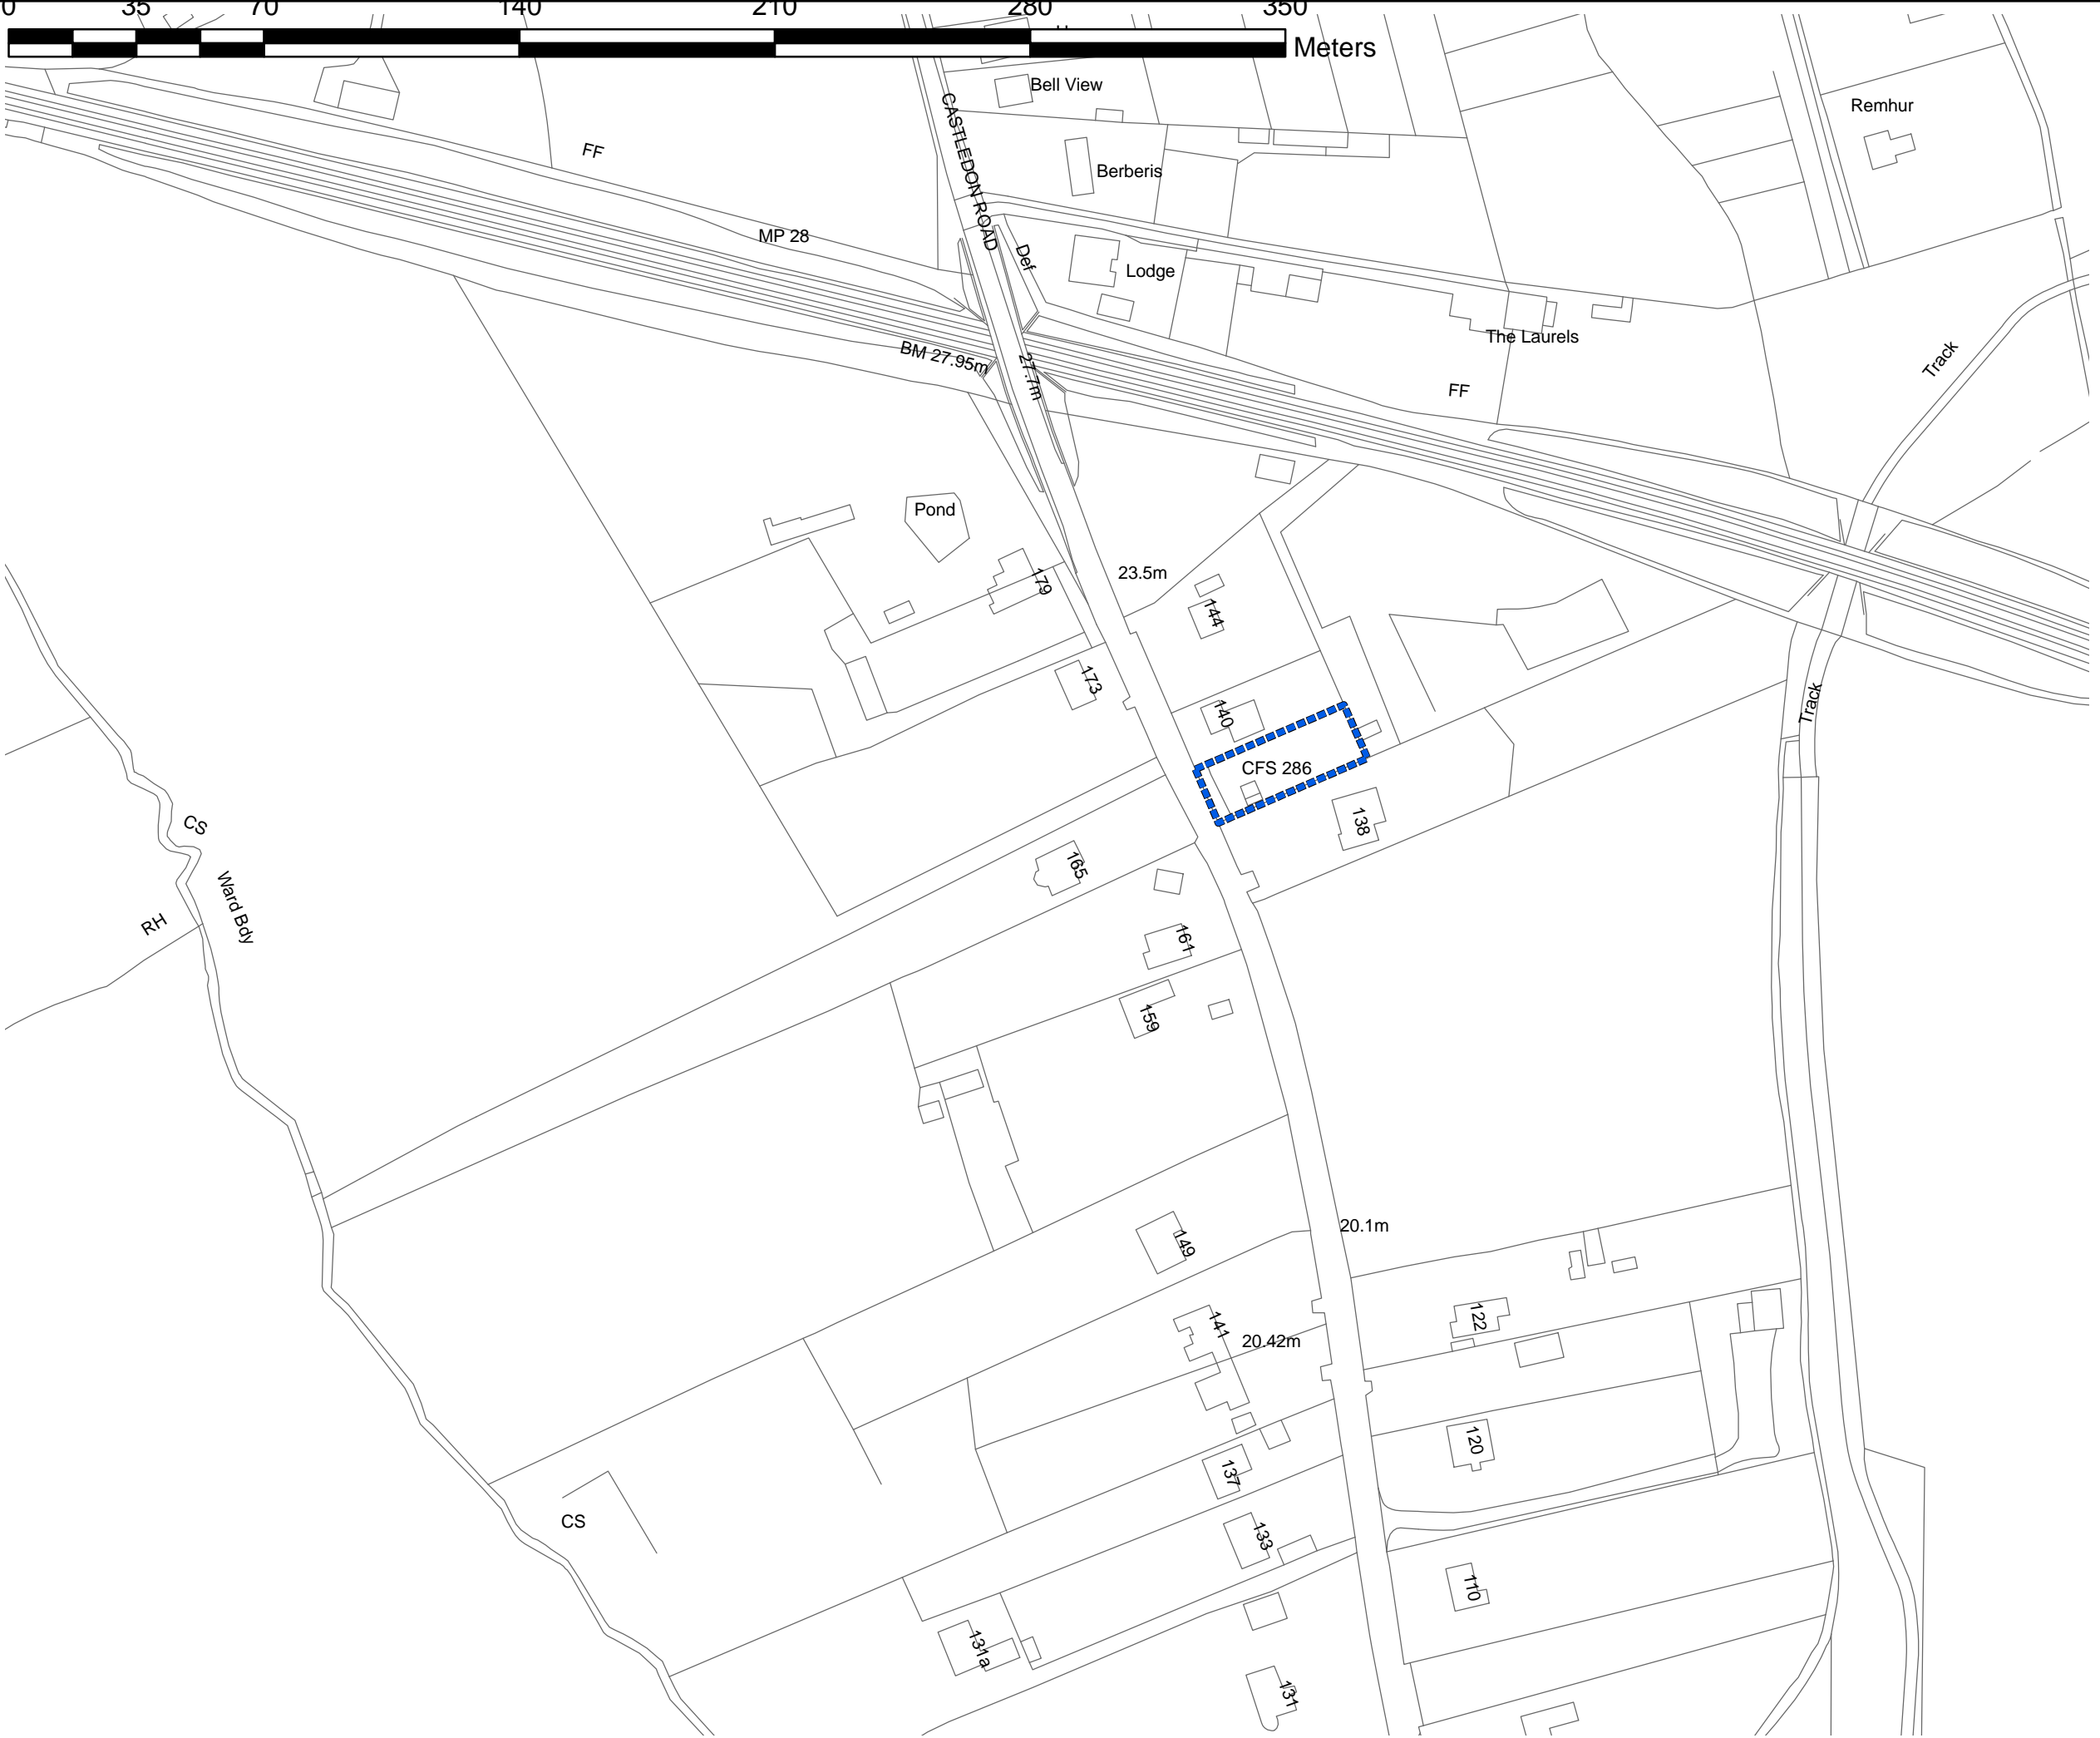 0 35 70 140 210 280 350
Meters
Bell View
Remhur
CASTLEDON ROAD
FF
Berberis
MP 28
Def
Lodge
The Laurels
BM 27.95m
27.7m
FF
Track
Pond
23.5m
179
144
173
140
Track
CFS 286
138
CS
165
Ward Bdy
RH
161
159
20.1m
149
141
20.42m
122
120
137
CS
133
110
131a
131